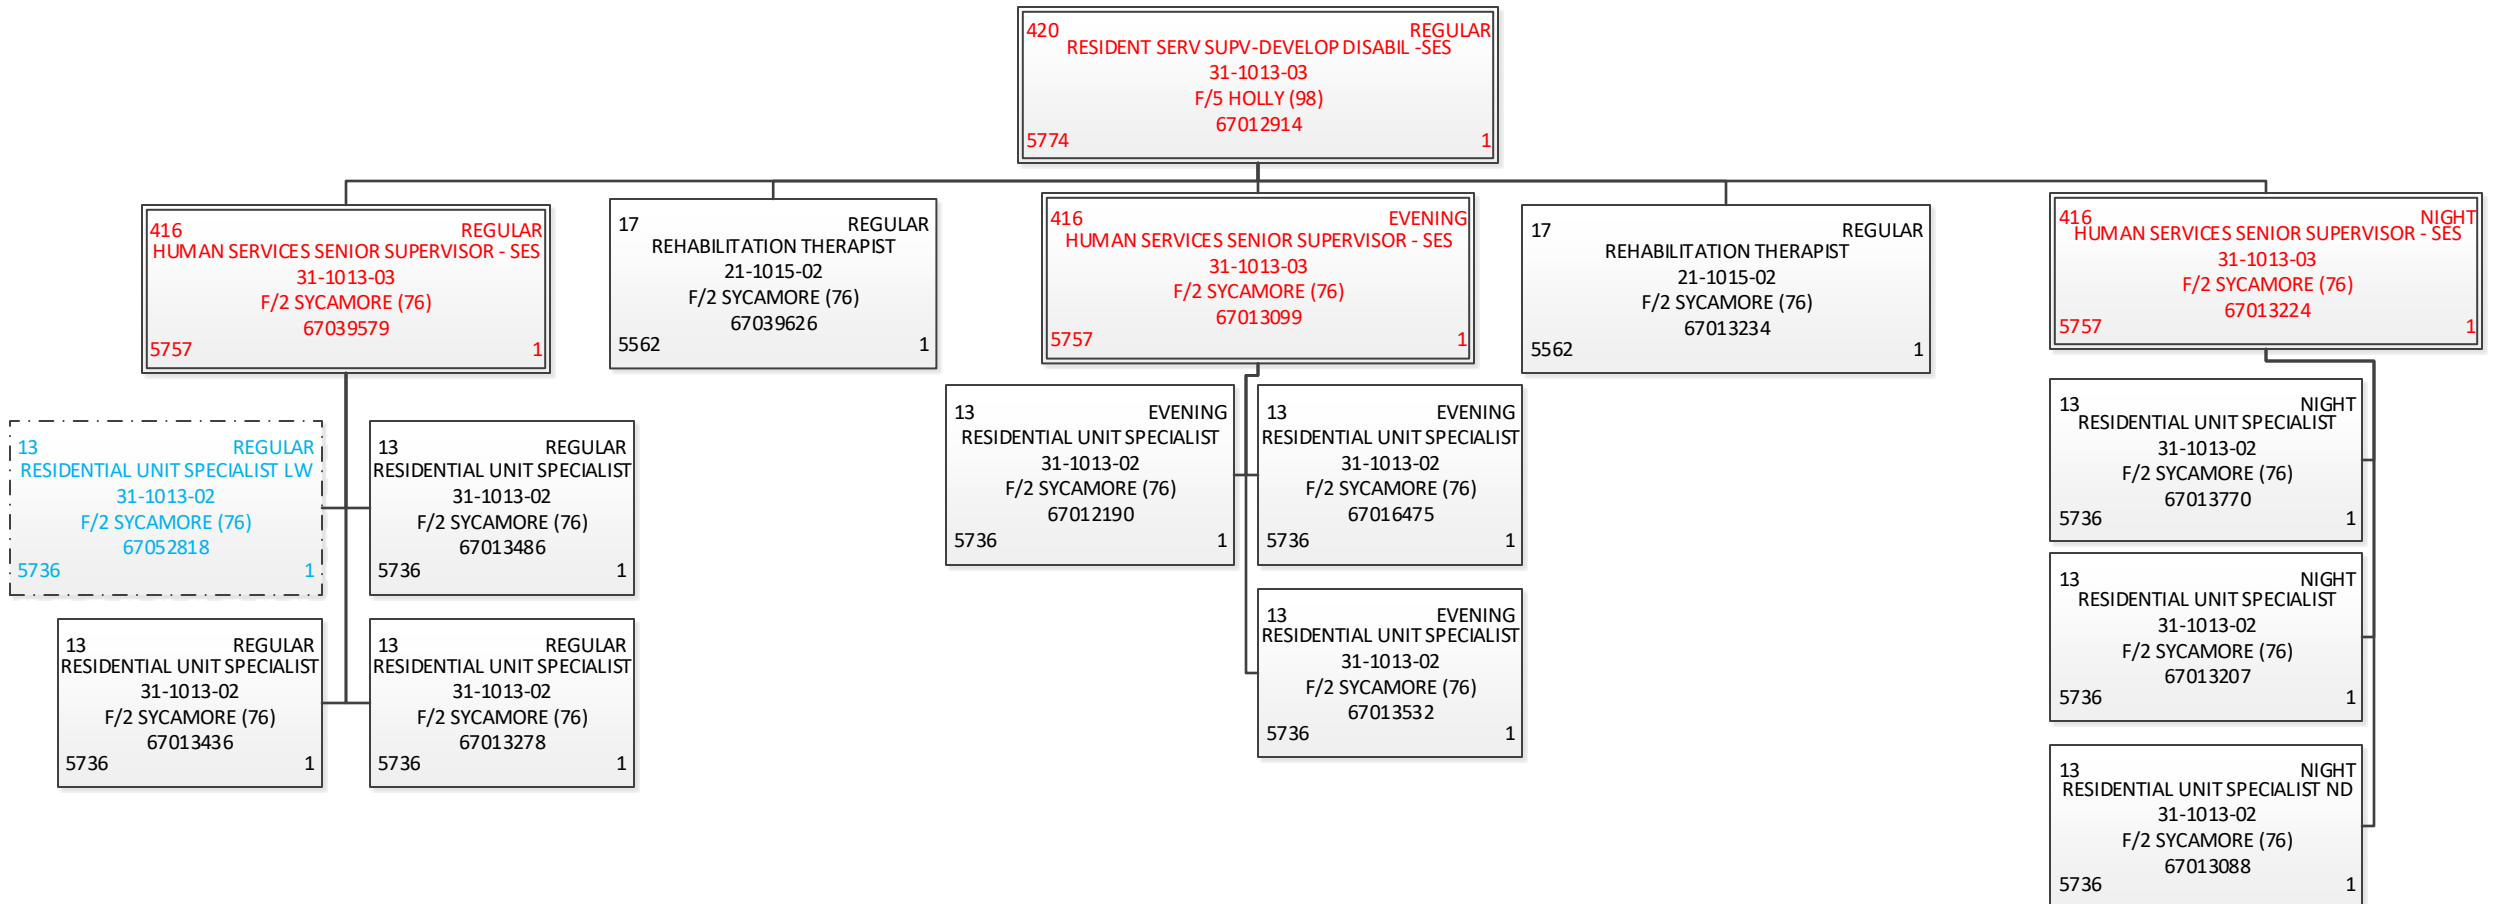 420 REGULAR
RESIDENT SERV SUPV-DEVELOP DISABIL -SES
31-1013-03
F/5 HOLLY (98)
67012914
5774 1
416 REGULAR
HUMAN SERVICES SENIOR SUPERVISOR - SES
31-1013-03
F/2 SYCAMORE (76)
67039579
5757 1
17 REGULAR
REHABILITATION THERAPIST
21-1015-02
F/2 SYCAMORE (76)
67039626
5562 1
416 EVENING
HUMAN SERVICES SENIOR SUPERVISOR - SES
31-1013-03
F/2 SYCAMORE (76)
67013099
5757 1
17 REGULAR
REHABILITATION THERAPIST
21-1015-02
F/2 SYCAMORE (76)
67013234
5562 1
416 NIGHT
HUMAN SERVICES SENIOR SUPERVISOR - SES
31-1013-03
F/2 SYCAMORE (76)
67013224
5757 1
13 REGULAR
RESIDENTIAL UNIT SPECIALIST LW
31-1013-02
F/2 SYCAMORE (76)
67052818
5736 1
13 REGULAR
RESIDENTIAL UNIT SPECIALIST
31-1013-02
F/2 SYCAMORE (76)
67013486
5736 1
13 REGULAR
RESIDENTIAL UNIT SPECIALIST
31-1013-02
F/2 SYCAMORE (76)
67013436
5736 1
13 REGULAR
RESIDENTIAL UNIT SPECIALIST
31-1013-02
F/2 SYCAMORE (76)
67013278
5736 1
13 EVENING
RESIDENTIAL UNIT SPECIALIST
31-1013-02
F/2 SYCAMORE (76)
67012190
5736 1
13 EVENING
RESIDENTIAL UNIT SPECIALIST
31-1013-02
F/2 SYCAMORE (76)
67016475
5736 1
13 EVENING
RESIDENTIAL UNIT SPECIALIST
31-1013-02
F/2 SYCAMORE (76)
67013532
5736 1
13 NIGHT
RESIDENTIAL UNIT SPECIALIST
31-1013-02
F/2 SYCAMORE (76)
67013770
5736 1
13 NIGHT
RESIDENTIAL UNIT SPECIALIST
31-1013-02
F/2 SYCAMORE (76)
67013207
5736 1
13 NIGHT
RESIDENTIAL UNIT SPECIALIST ND
31-1013-02
F/2 SYCAMORE (76)
67013088
5736 1